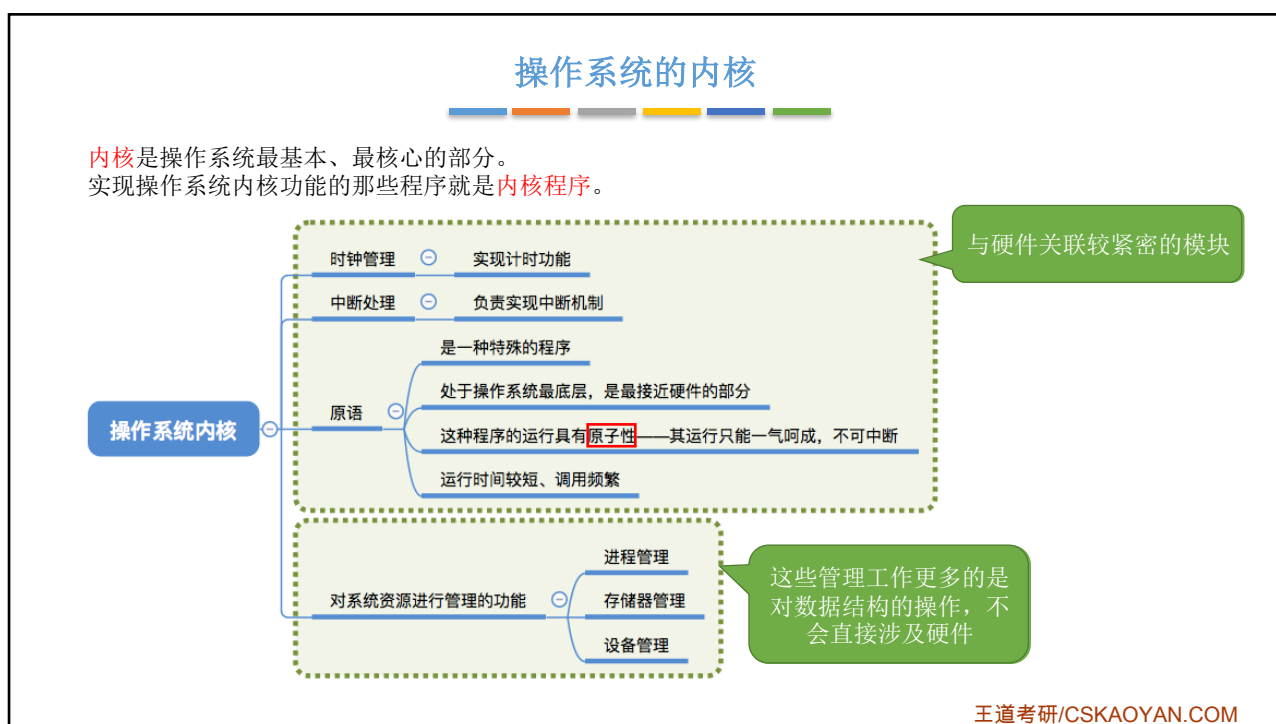 操作系统的内核
内核是操作系统最基本、最核心的部分。
实现操作系统内核功能的那些程序就是内核程序。
与硬件关联较紧密的模块
时钟管理
实现计时功能
中断处理
负责实现中断机制
是一种特殊的程序
处于操作系统最底层，是最接近硬件的部分
原语
这种程序的运行具有原子性——其运行只能一气呵成，不可中断
运行时间较短、调用频繁
操作系统内核
进程管理
对系统资源进行管理的功能
存储器管理
设备管理
这些管理工作更多的是
对数据结构的操作，不
会直接涉及硬件
王道考研/CSKAOYAN.COM